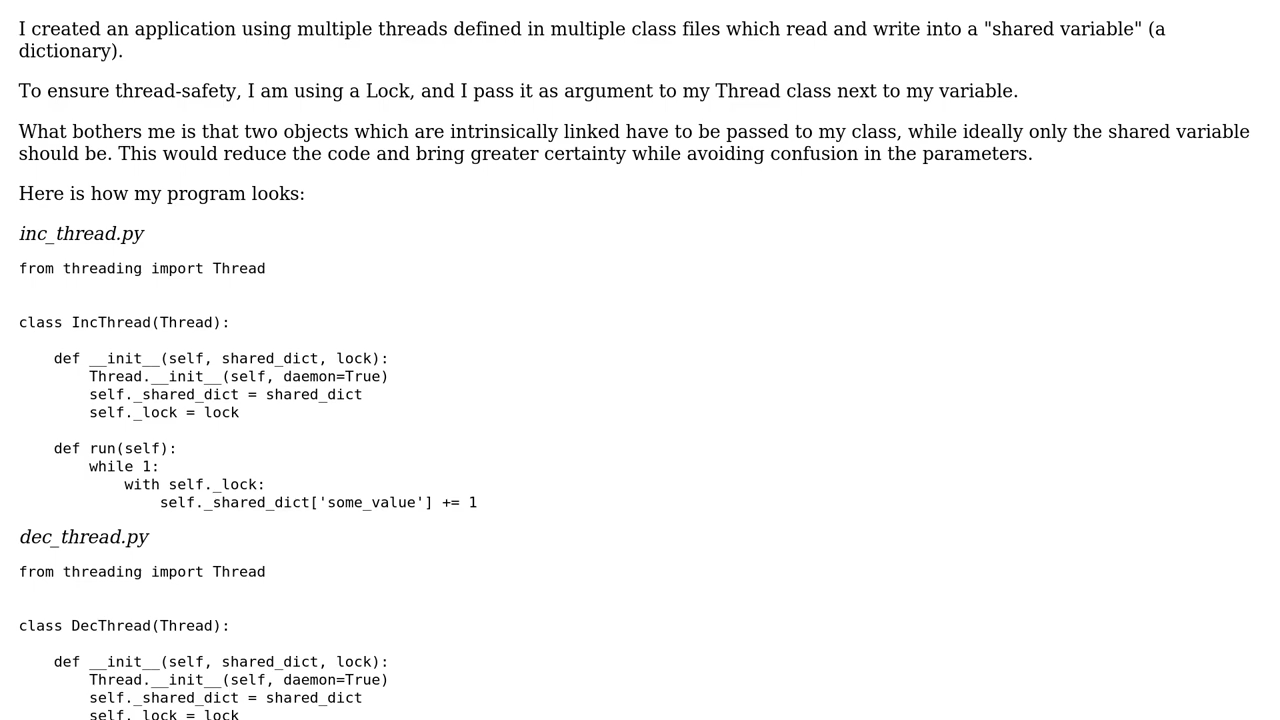 I created an application using multiple threads defined in multiple class files which read and write into a "shared variable" (a
dictionary).
To ensure thread-safety, I am using a Lock, and I pass it as argument to my Thread class next to my variable.
What bothers me is that two objects which are intrinsically linked have to be passed to my class, while ideally only the shared variable
should be. This would reduce the code and bring greater certainty while avoiding confusion in the parameters.
Here is how my program looks:
inc_thread.py
from threading import Thread
class IncThread(Thread):
    def __init__(self, shared_dict, lock):
        Thread.__init__(self, daemon=True)
        self._shared_dict = shared_dict
        self._lock = lock
    def run(self):
        while 1:
            with self._lock:
                self._shared_dict['some_value'] += 1
dec_thread.py
from threading import Thread
class DecThread(Thread):
    def __init__(self, shared_dict, lock):
        Thread.__init__(self, daemon=True)
        self._shared_dict = shared_dict
        self._lock = lock